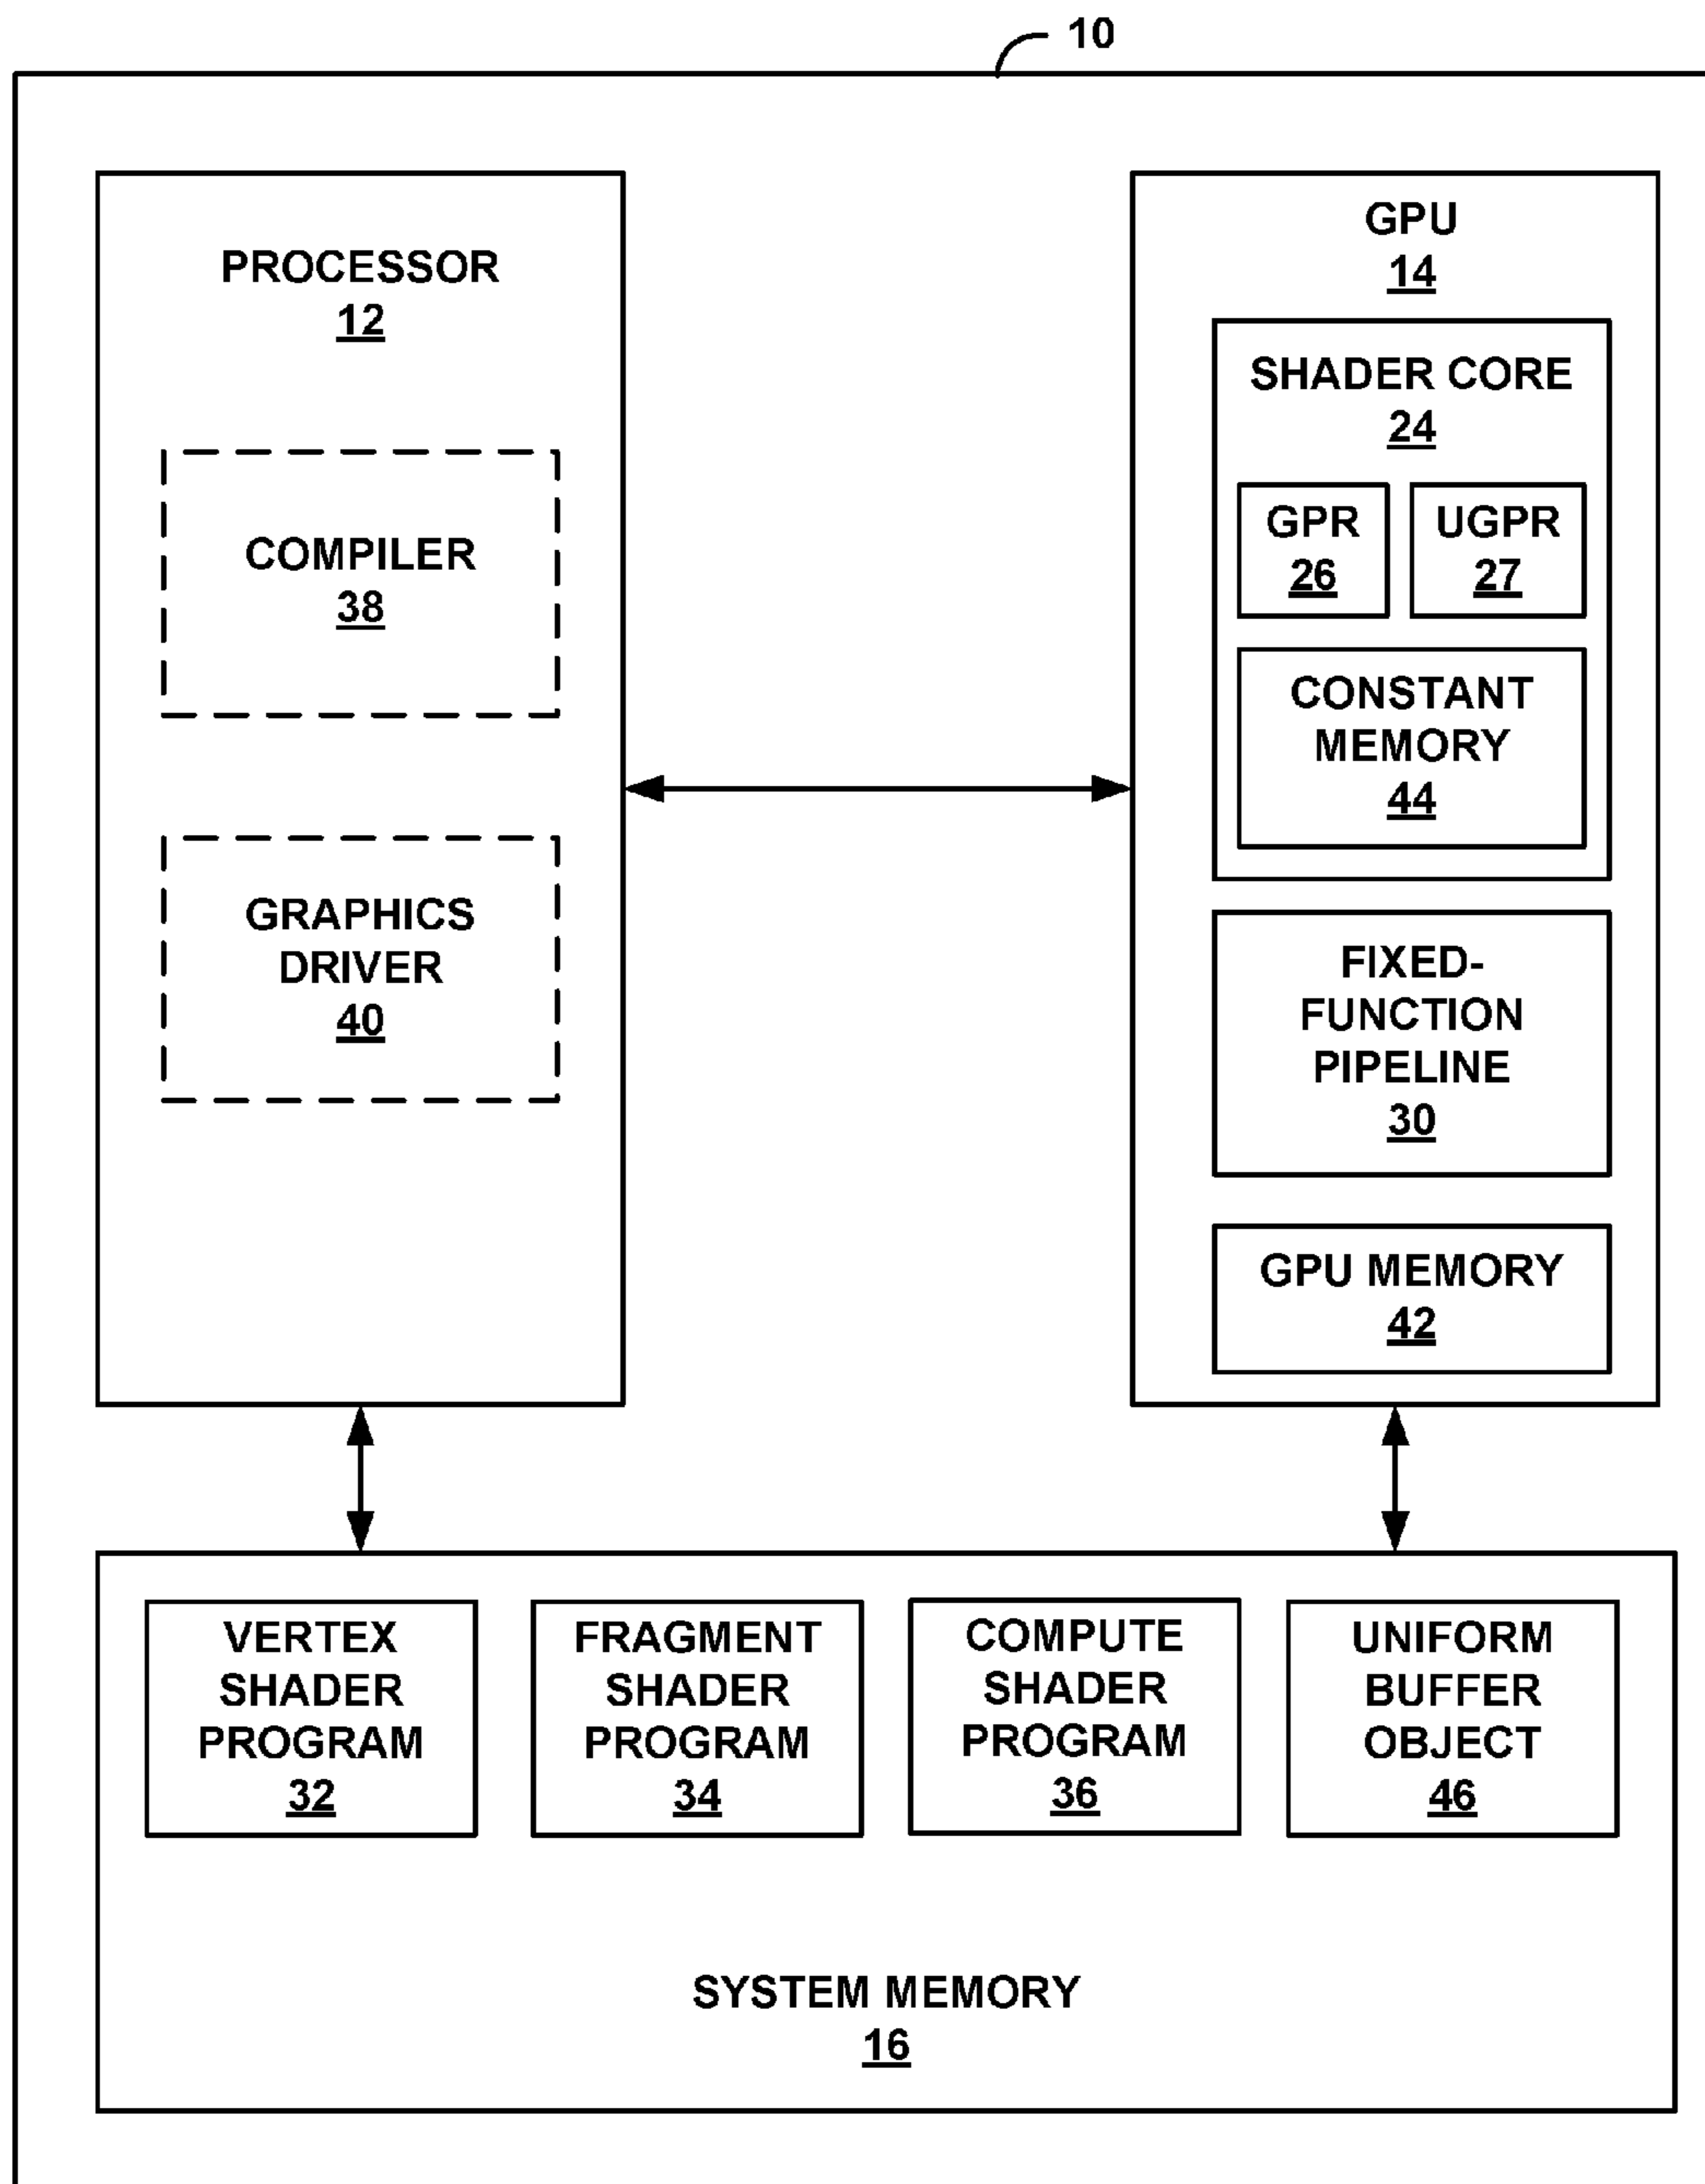 10
PROCESSOR
12
COMPILER
38
GRAPHICS
DRIVER
40
GPU
14
SHADER CORE
24
GPR
26
UGPR
27
CONSTANT
MEMORY
44
FIXED-
FUNCTION
PIPELINE
30
GPU MEMORY
42
VERTEX
SHADER
PROGRAM
32
FRAGMENT
SHADER
PROGRAM
34
COMPUTE
SHADER
PROGRAM
36
UNIFORM
BUFFER
OBJECT
46
SYSTEM MEMORY
16